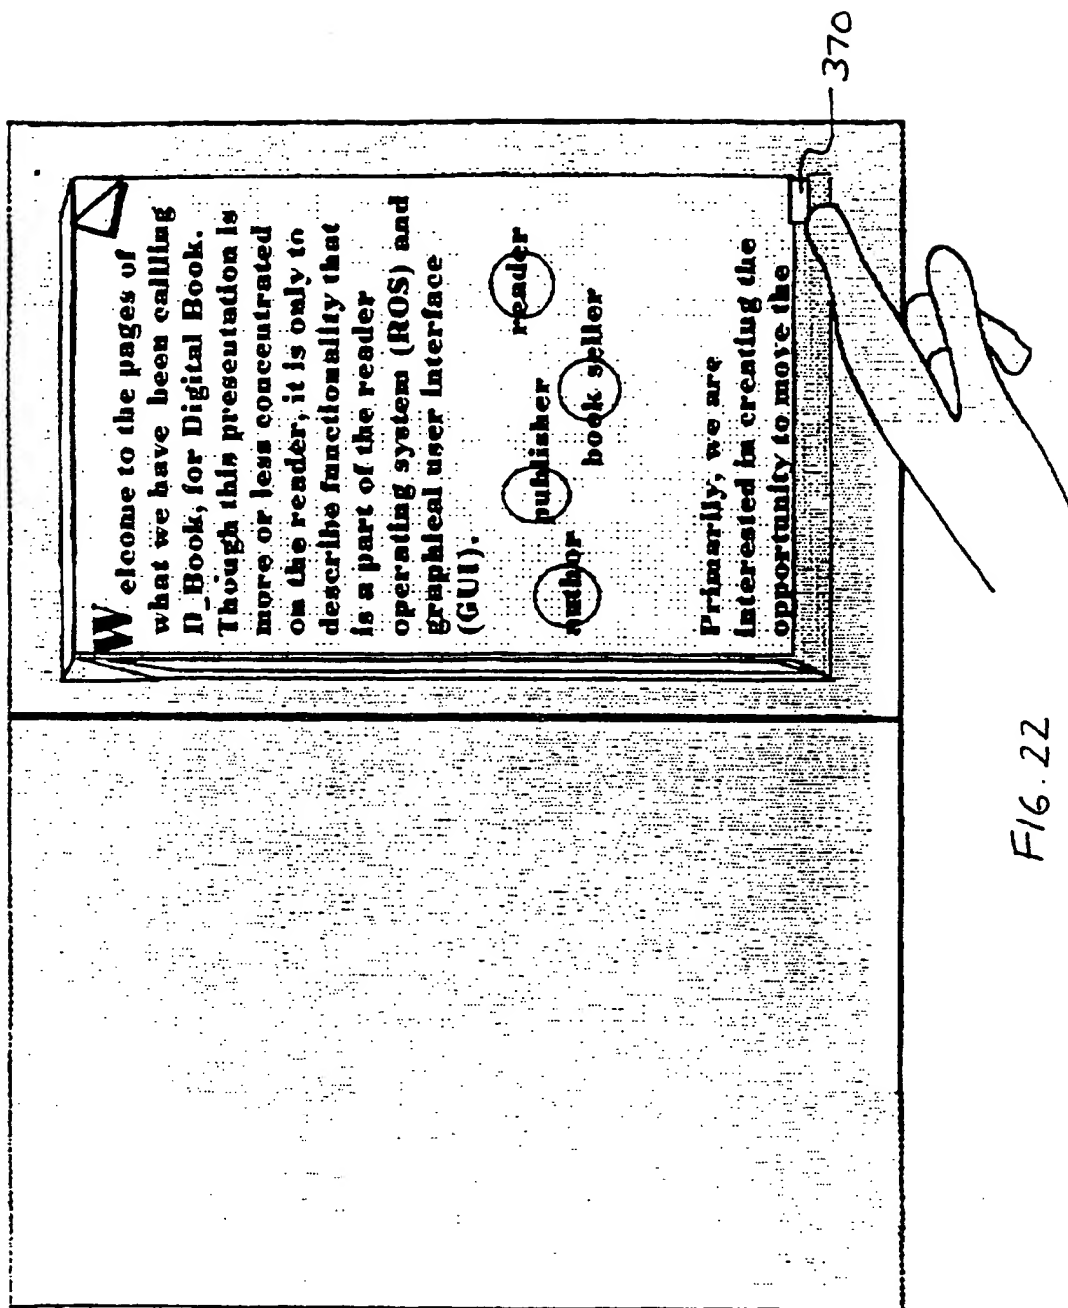 Welcome to the pages of
what we have been callling
D_Book, for Digital Book.
Though this presentation is
more or less concentrated
on the reader, it is only to
describe functionality that
is a part of the reader
operating system (ROS) and
graphical user interface
(GUI).
author
publisher
book seller
reader
Primarily, we are
interested in creating the
opportunity to move the
370
FIG. 22